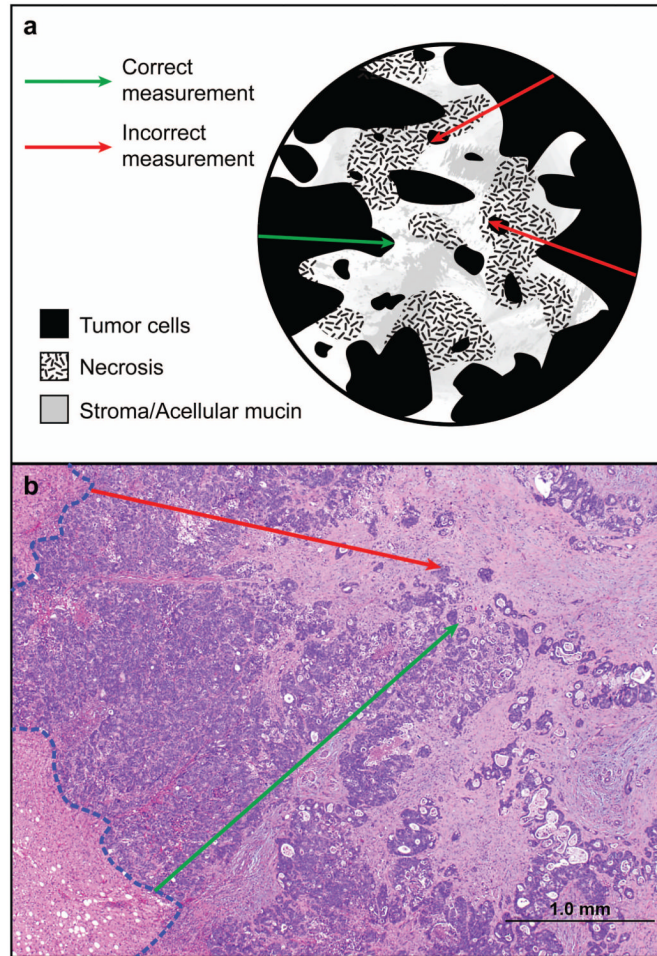 a
Correct
measurement
Incorrect
measurement
Tumor cells
Necrosis
Stroma/Acellular mucin
b
1.0 mm